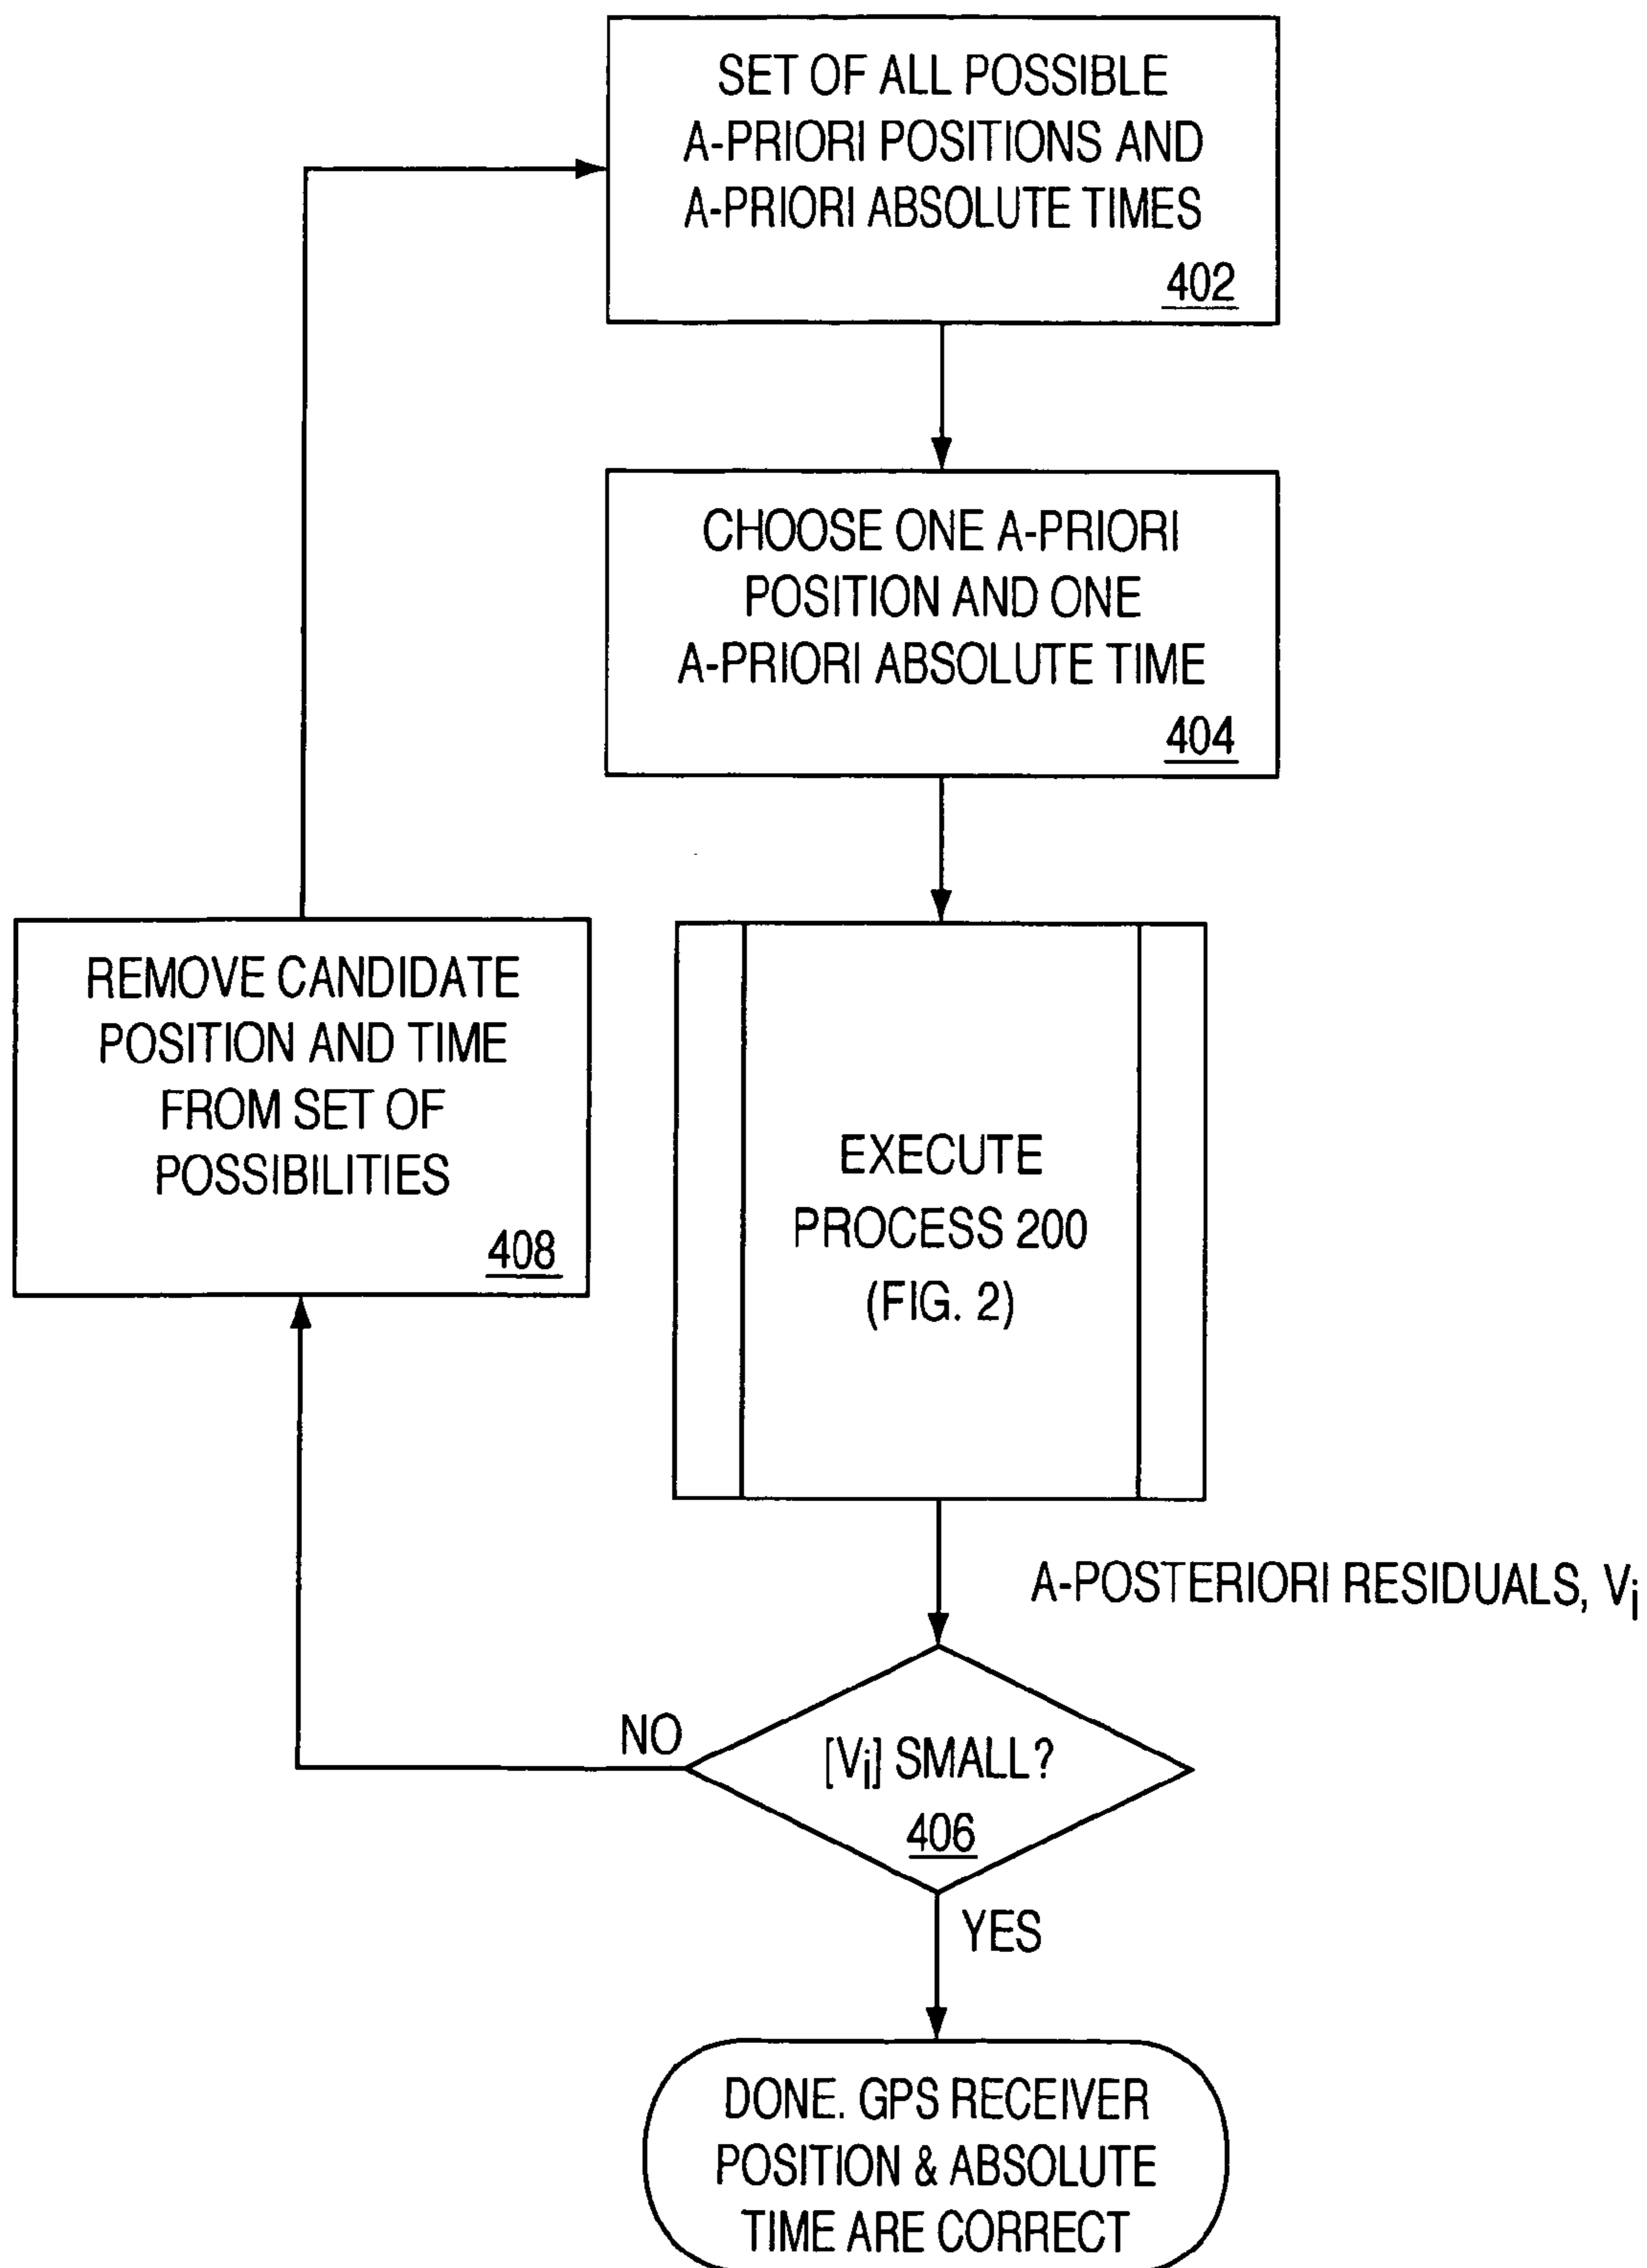 SET OF ALL POSSIBLE
A-PRIORI POSITIONS AND
A-PRIORI ABSOLUTE TIMES
402
CHOOSE ONE A-PRIORI
POSITION AND ONE
A-PRIORI ABSOLUTE TIME
404
REMOVE CANDIDATE
POSITION AND TIME
FROM SET OF
POSSIBILITIES
408
EXECUTE
PROCESS 200
(FIG. 2)
A-POSTERIORI RESIDUALS, Vi
NO
[Vi] SMALL?
406
YES
DONE. GPS RECEIVER
POSITION & ABSOLUTE
TIME ARE CORRECT